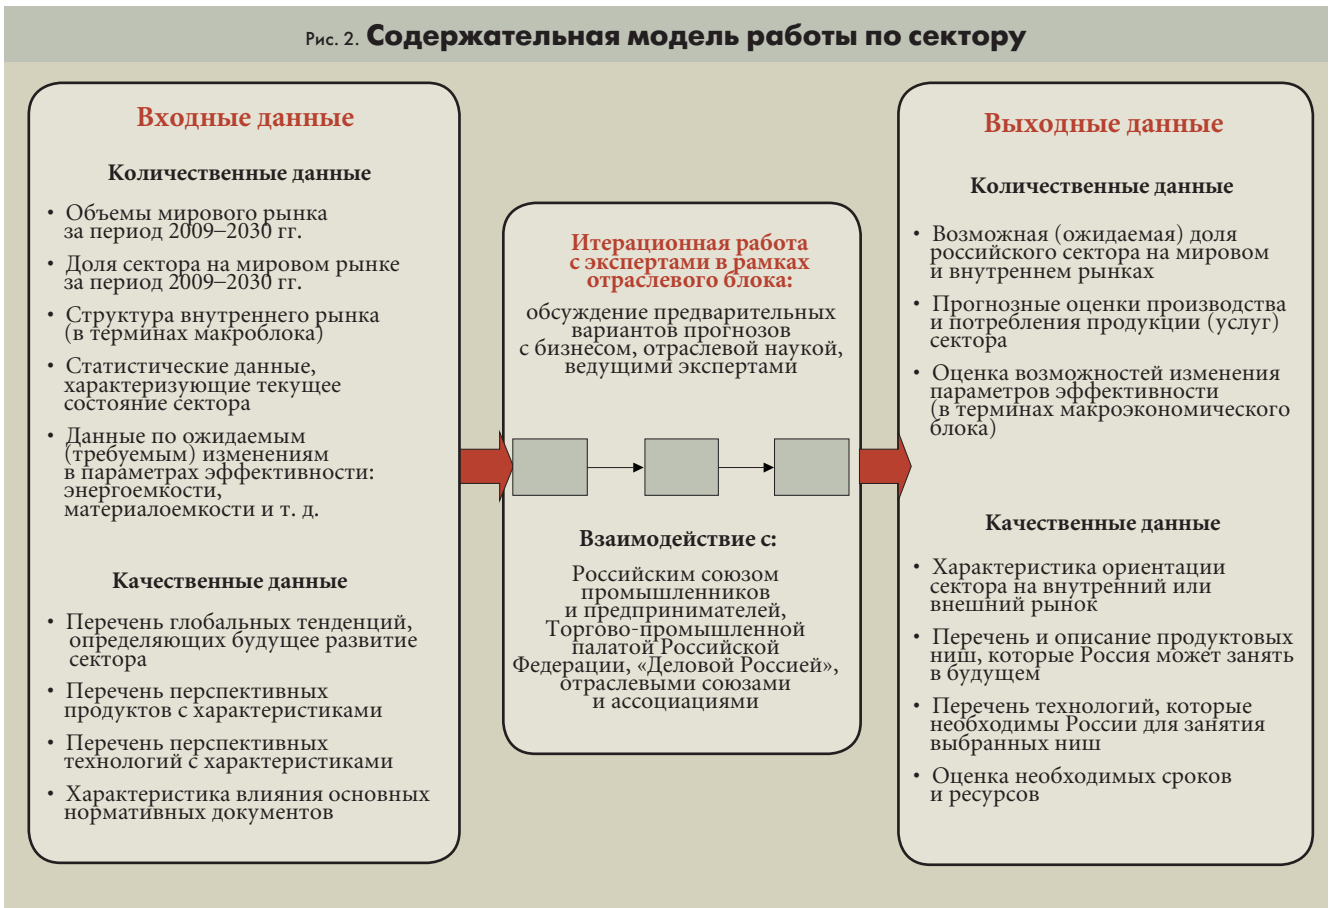 Рис. 2. Содержательная модель работы по сектору
Входные данные
Количественные данные
• Объемы мирового рынка
за период 2009–2030 гг.
• Доля сектора на мировом рынке
за период 2009–2030 гг.
• Структура внутреннего рынка
(в терминах макроблока)
• Статистические данные,
характеризующие текущее
состояние сектора
• Данные по ожидаемым
(требуемым) изменениям
в параметрах эффективности:
энергоемкости,
материалоемкости и т. д.
Качественные данные
• Перечень глобальных тенденций,
определяющих будущее развитие
сектора
• Перечень перспективных
продуктов с характеристиками
• Перечень перспективных
технологий с характеристиками
• Характеристика влияния основных
нормативных документов
Итерационная работа
с экспертами в рамках
отраслевого блока:
обсуждение предварительных
вариантов прогнозов
с бизнесом, отраслевой наукой,
ведущими экспертами
Взаимодействие с:
Российским союзом
промышленников
и предпринимателей,
Торгово-промышленной
палатой Российской
Федерации, «Деловой Россией»,
отраслевыми союзами
и ассоциациями
Выходные данные
Количественные данные
• Возможная (ожидаемая) доля
российского сектора на мировом
и внутреннем рынках
• Прогнозные оценки производства
и потребления продукции (услуг)
сектора
• Оценка возможностей изменения
параметров эффективности
(в терминах макроэкономического
блока)
Качественные данные
• Характеристика ориентации
сектора на внутренний или
внешний рынок
• Перечень и описание продуктовых
ниш, которые Россия может занять
в будущем
• Перечень технологий, которые
необходимы России для занятия
выбранных ниш
• Оценка необходимых сроков
и ресурсов